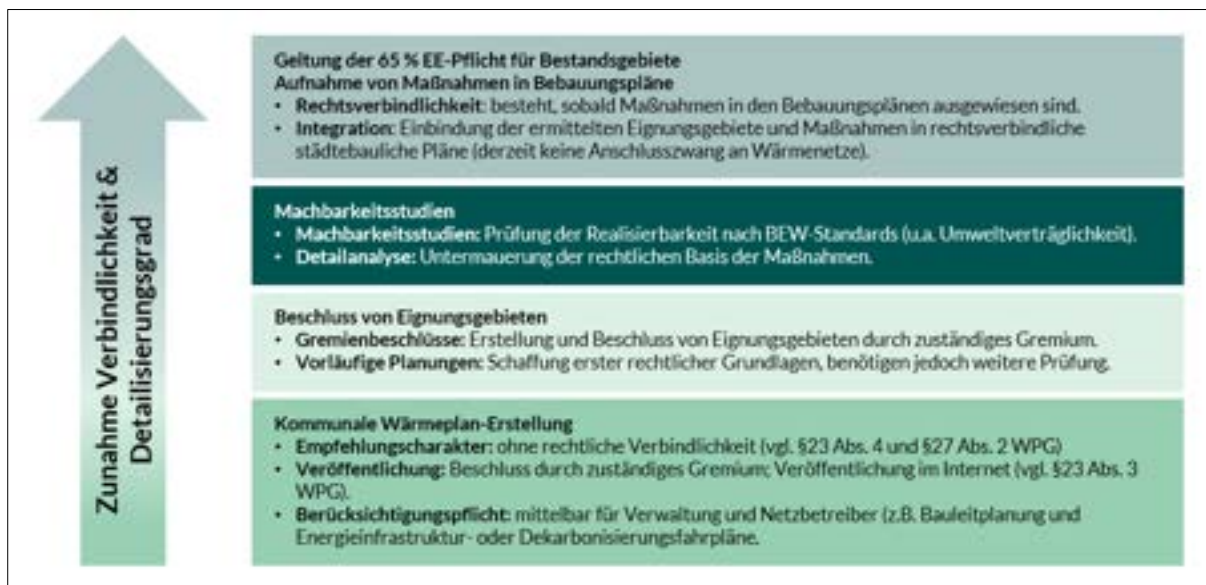 Zunahme Verbindlichkeit &
Detailisierungsgrad
Geltung der 65 % EE-Pflicht für Bestandsgebiete
Aufnahme von Maßnahmen in Bebauungspläne
• Rechtsverbindlichkeit: besteht, sobald Maßnahmen in den Bebauungsplänen ausgewiesen sind.
• Integration: Einbindung der ermittelten Eignungsgebiete und Maßnahmen in rechtsverbindliche
städtebauliche Pläne (derzeit keine Anschlusszwang an Wärmenetze).
Machbarkeitsstudien
• Machbarkeitsstudien: Prüfung der Realisierbarkeit nach BEW-Standards (u.a. Umweltverträglichkeit).
• Detailanalyse: Untermauerung der rechtlichen Basis der Maßnahmen.
Beschluss von Eignungsgebieten
• Gremienbeschlüsse: Erstellung und Beschluss von Eignungsgebieten durch zuständiges Gremium.
• Vorläufige Planungen: Schaffung erster rechtlicher Grundlagen, benötigen jedoch weitere Prüfung.
Kommunale Wärmeplan-Erstellung
• Empfehlungscharakter: ohne rechtliche Verbindlichkeit (vgl. §23 Abs. 4 und §27 Abs. 2 WPG)
• Veröffentlichung: Beschluss durch zuständiges Gremium; Veröffentlichung im Internet (vgl. §23 Abs. 3
WPG).
• Berücksichtigungspflicht: mittelbar für Verwaltung und Netzbetreiber (z.B. Bauleitplanung und
Energieinfrastruktur- oder Dekarbonisierungsfahrpläne.